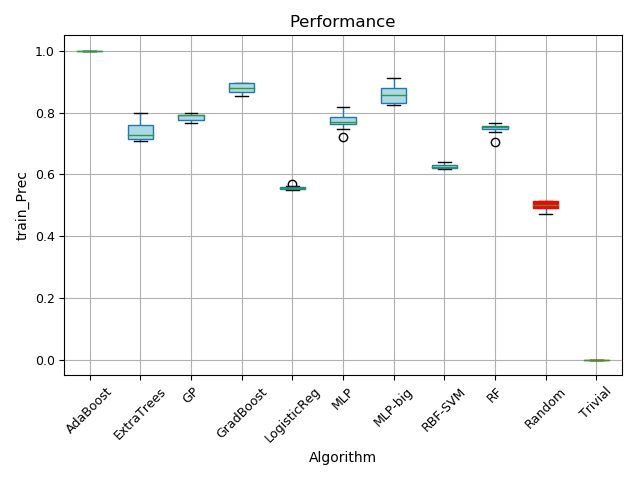 Performance
train_Prec
1.0
0.8
0.6
0.4
0.2
0.0
AdaBoost
ExtraTrees
GP
GradBoost
LogisticReg
MLP
MLP-big
RBF-SVM
RF
Random
Trivial
Algorithm